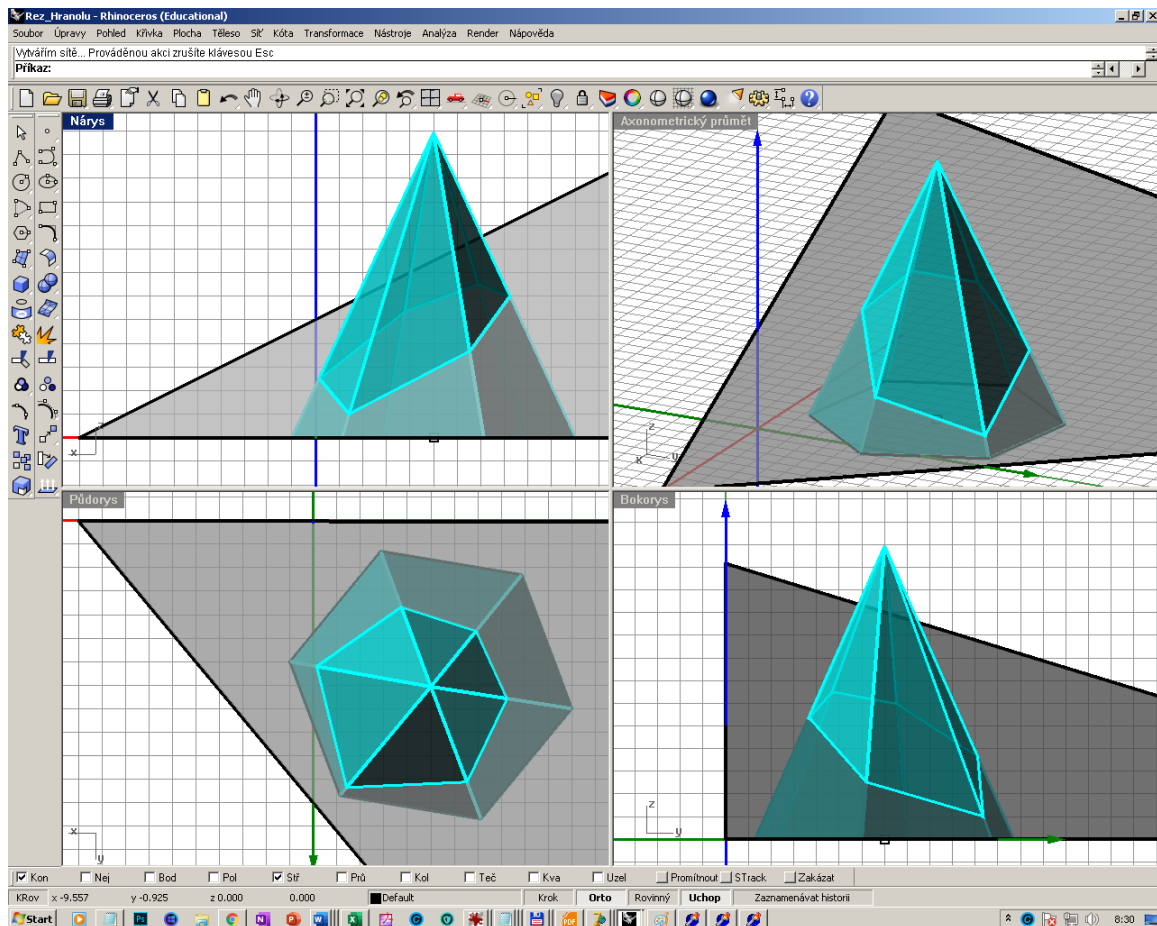 Rez_Hranolu - Rhinoceros (Educational)
Soubor Úpravy Pohled Křivka Plocha Těleso Síť Kóta Transformace Nástroje Analýza Render Nápověda
Vytvářím sítě... Prováděnou akci zrušíte klávesou Esc
Příkaz:
Nárys
Axonometrický průmět
z
x
z
x y
Půdorys
Bokorys
x
y
z
y
Kon Nej Bod Pol Stř Prů Kol Teč Kva Uzel Promítnout STrack Zakázat
KRov x -9.557 y -0.925 z 0.000 0.000 Default Krok Orto Rovinný Uchop Zaznamenávat historii
Start 8:30